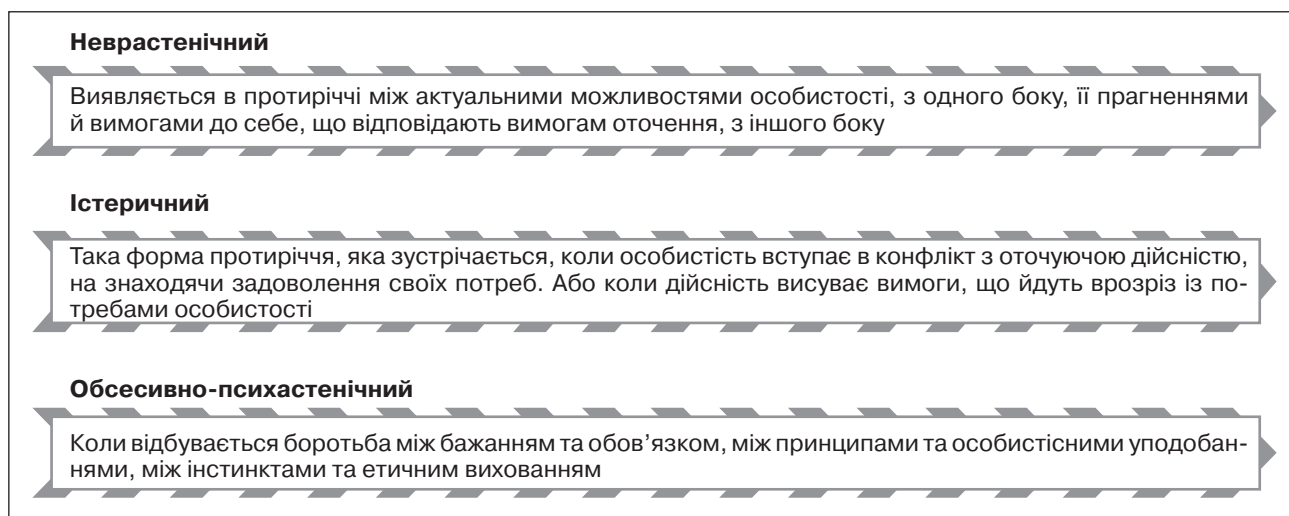 Неврастенічний
Виявляється в протиріччі між актуальними можливостями особистості, з одного боку, її прагненнями
й вимогами до себе, що відповідають вимогам оточення, з іншого боку
Істеричний
Така форма протиріччя, яка зустрічається, коли особистість вступає в конфлікт з оточуючою дійсністю,
на знаходячи задоволення своїх потреб. Або коли дійсність висуває вимоги, що йдуть врозріз із по-
требами особистості
Обсесивно-психастенічний
Коли відбувається боротьба між бажанням та обов’язком, між принципами та особистісними уподобан-
нями, між інстинктами та етичним вихованням